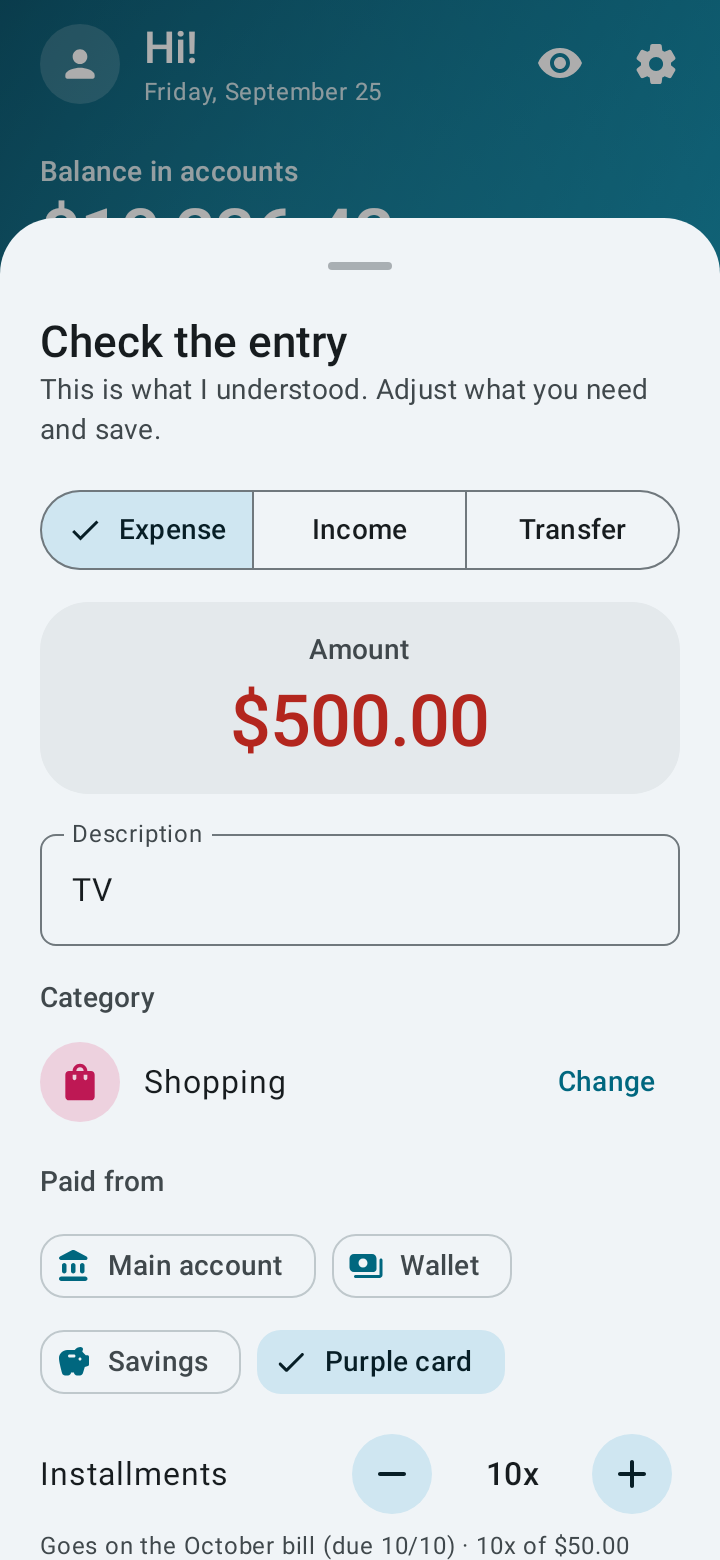 Hi!
Friday, September 25
Balance in accounts
Check the entry
This is what I understood. Adjust what you need
and save.
Expense
Income
Transfer
Amount
$500.00
Description
TV
Category
Shopping
Change
Paid from
Main account
Wallet
Savings
Purple card
Installments
10x
Goes on the October bill (due 10/10) · 10x of $50.00